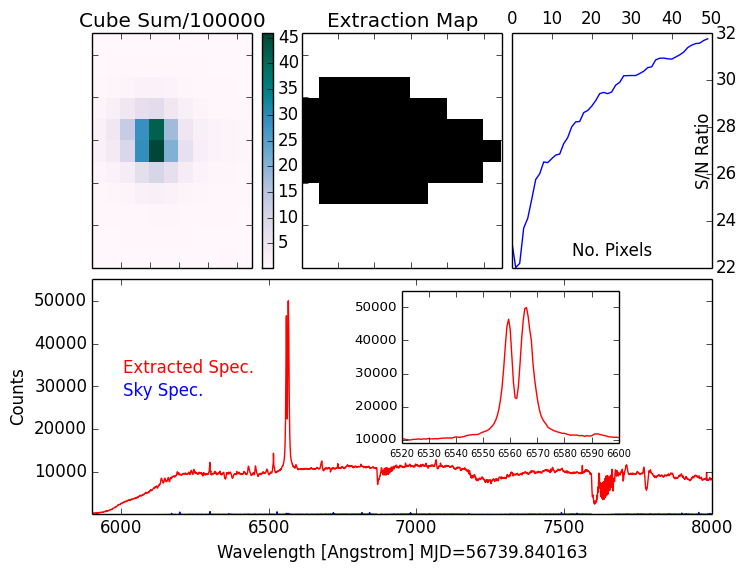 Cube Sum/100000
Extraction Map
0 10 20 30 40 50
45
40
35
30
25
20
15
10
5
32
30
28
26
24
22
S/N Ratio
No. Pixels
50000
40000
30000
20000
10000
Counts
Extracted Spec.
Sky Spec.
50000
40000
30000
20000
10000
6520 6530 6540 6550 6560 6570 6580 6590 6600
6000 6500 7000 7500 8000
Wavelength [Angstrom] MJD=56739.840163